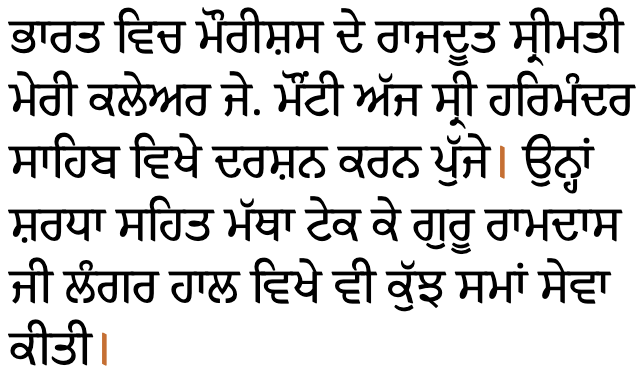 ਭਾਰਤ ਵਿਚ ਮੌਰੀਸ਼ਸ ਦੇ ਰਾਜਦੂਤ ਸ੍ਰੀਮਤੀ
ਮੇਰੀ ਕਲੇਅਰ ਜੇ. ਮੌਂਟੀ ਅੱਜ ਸ੍ਰੀ ਹਰਿਮੰਦਰ
ਸਾਹਿਬ ਵਿਖੇ ਦਰਸ਼ਨ ਕਰਨ ਪੁੱਜੇ। ਉਨ੍ਹਾਂ
ਸ਼ਰਧਾ ਸਹਿਤ ਮੱਥਾ ਟੇਕ ਕੇ ਗੁਰੂ ਰਾਮਦਾਸ
ਜੀ ਲੰਗਰ ਹਾਲ ਵਿਖੇ ਵੀ ਕੁੱਝ ਸਮਾਂ ਸੇਵਾ
ਕੀਤੀ।